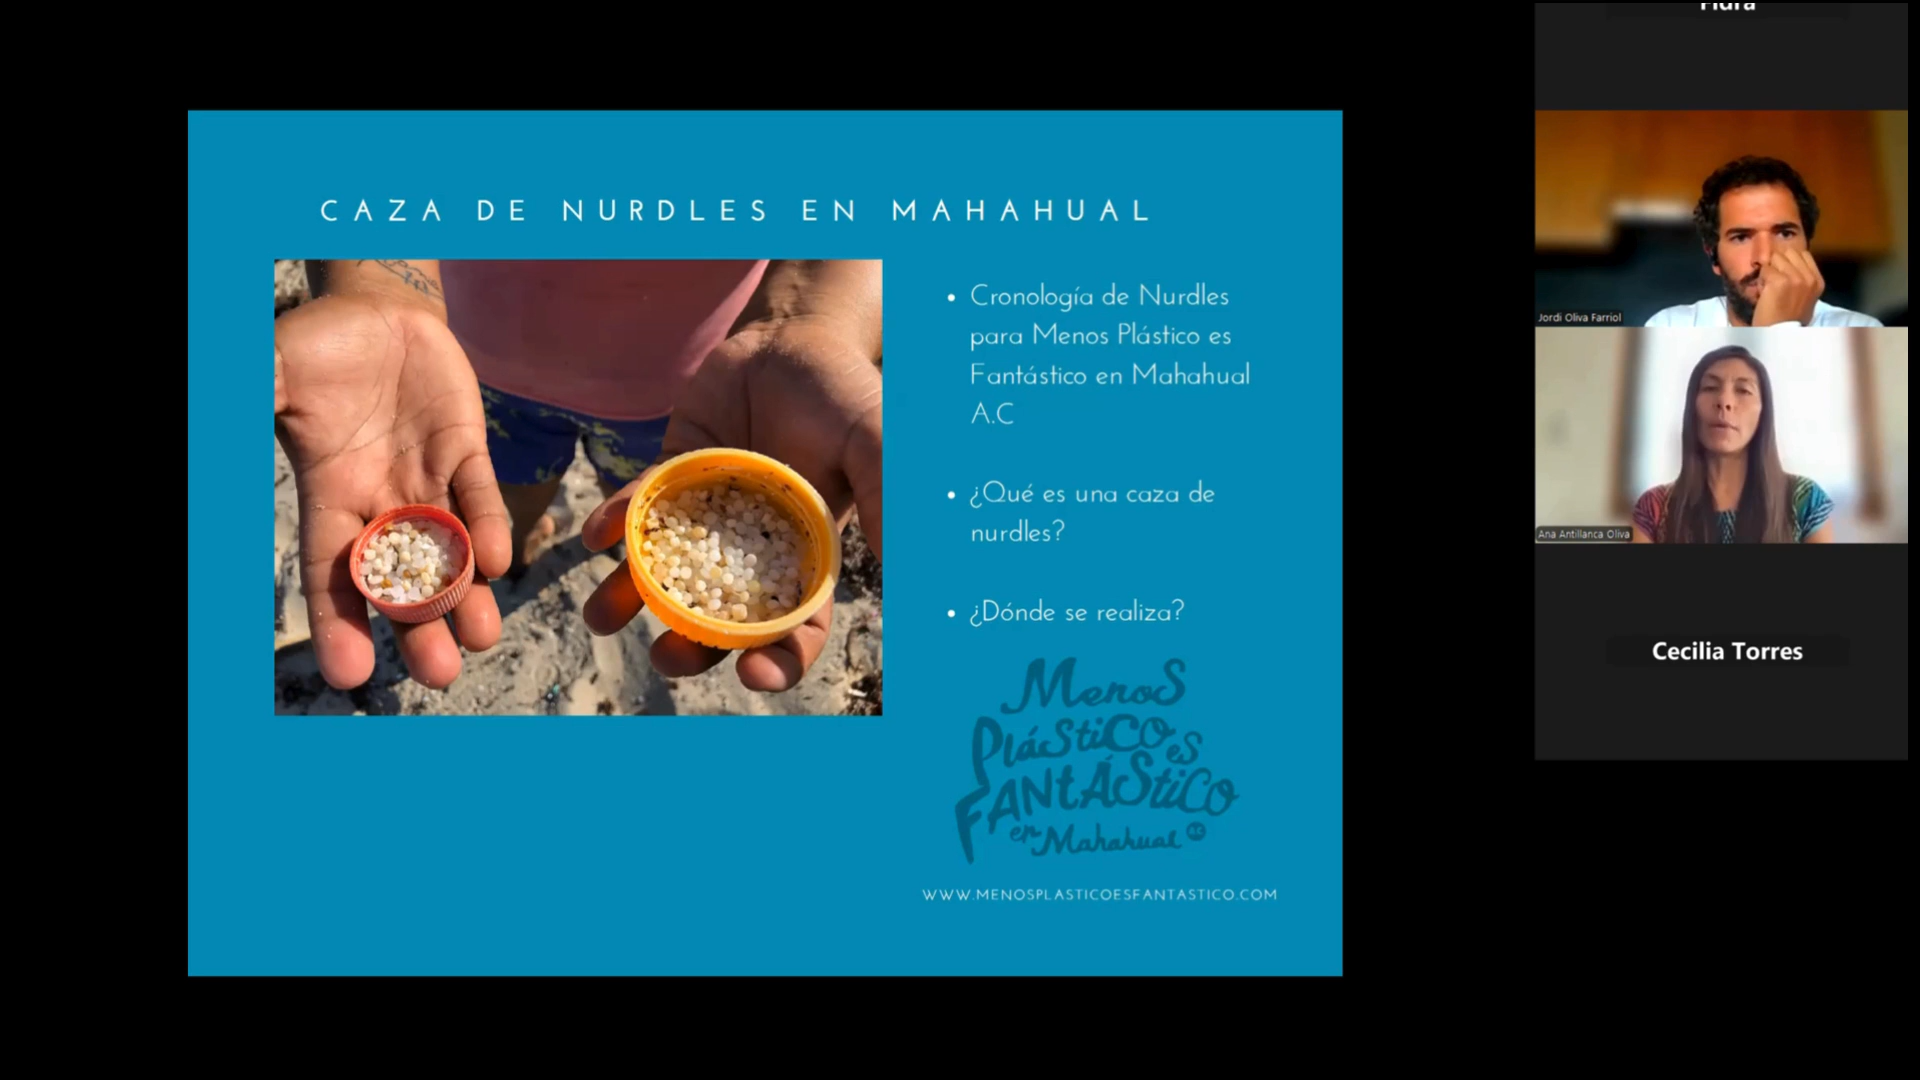 CAZA DE NURDLES EN MAHAHUAL
• Cronología de Nurdles
para Menos Plástico es
Fantástico en Mahahual
A.C
• ¿Qué es una caza de
nurdles?
• ¿Dónde se realiza?
Menos
Plástico es
FANtÁStiCo
en Mahahual AC
WWW.MENOSPLASTICOESFANTASTICO.COM
Jordi Oliva Farriol
Ana Antillanca Oliva
Cecilia Torres